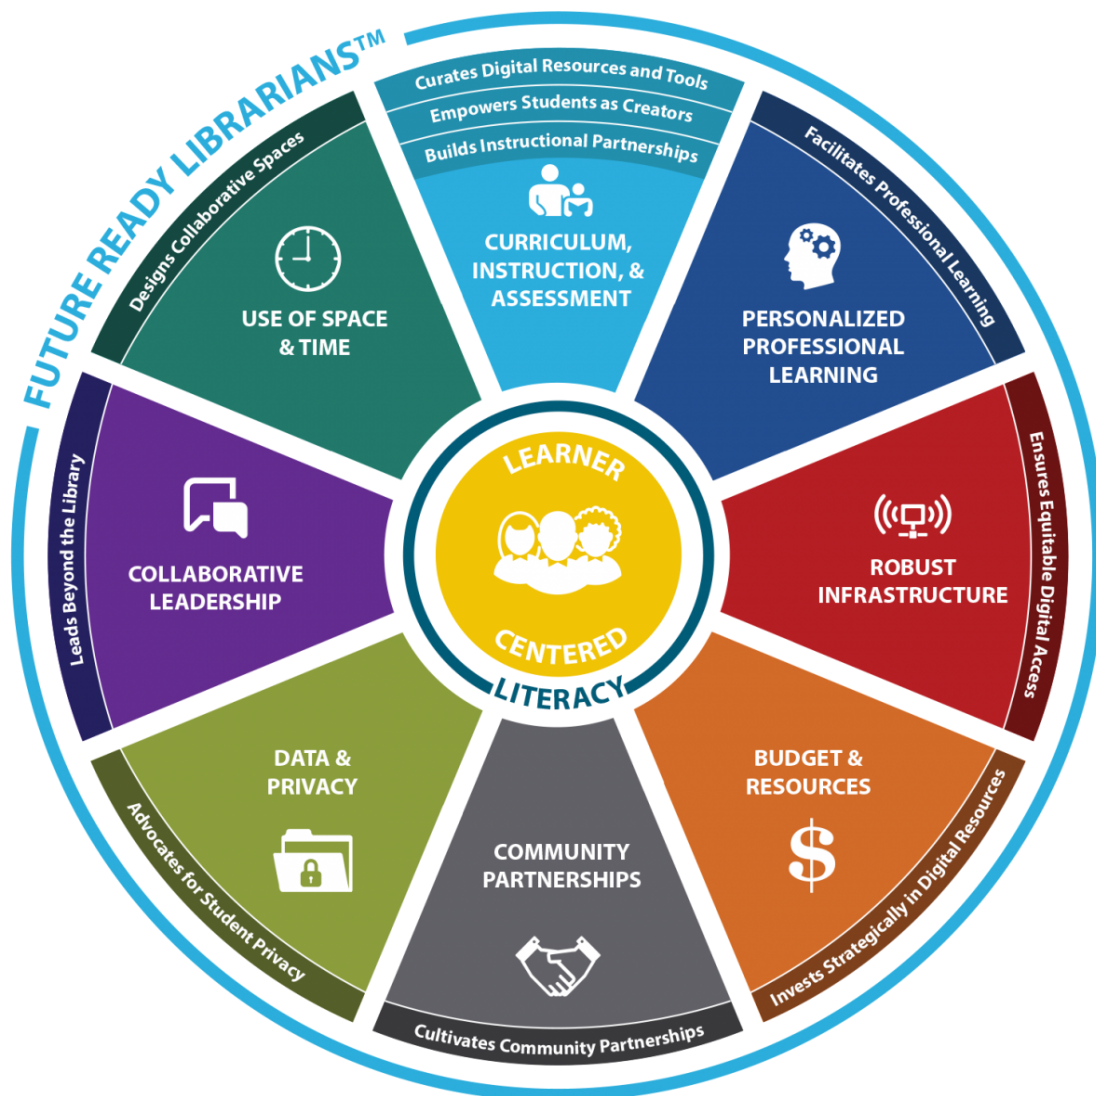 FUTURE READY LIBRARIANS™
Curates Digital Resources and Tools
Empowers Students as Creators
Builds Instructional Partnerships
CURRICULUM,
INSTRUCTION, &
ASSESSMENT
Facilitates Professional Learning
PERSONALIZED
PROFESSIONAL
LEARNING
Ensures Equitable Digital Access
ROBUST
INFRASTRUCTURE
Invests Strategically in Digital Resources
BUDGET &
RESOURCES
$
Cultivates Community Partnerships
COMMUNITY
PARTNERSHIPS
Advocates for Student Privacy
DATA &
PRIVACY
Leads Beyond the Library
COLLABORATIVE
LEADERSHIP
Designs Collaborative Spaces
USE OF SPACE
& TIME
LEARNER
CENTERED
LITERACY